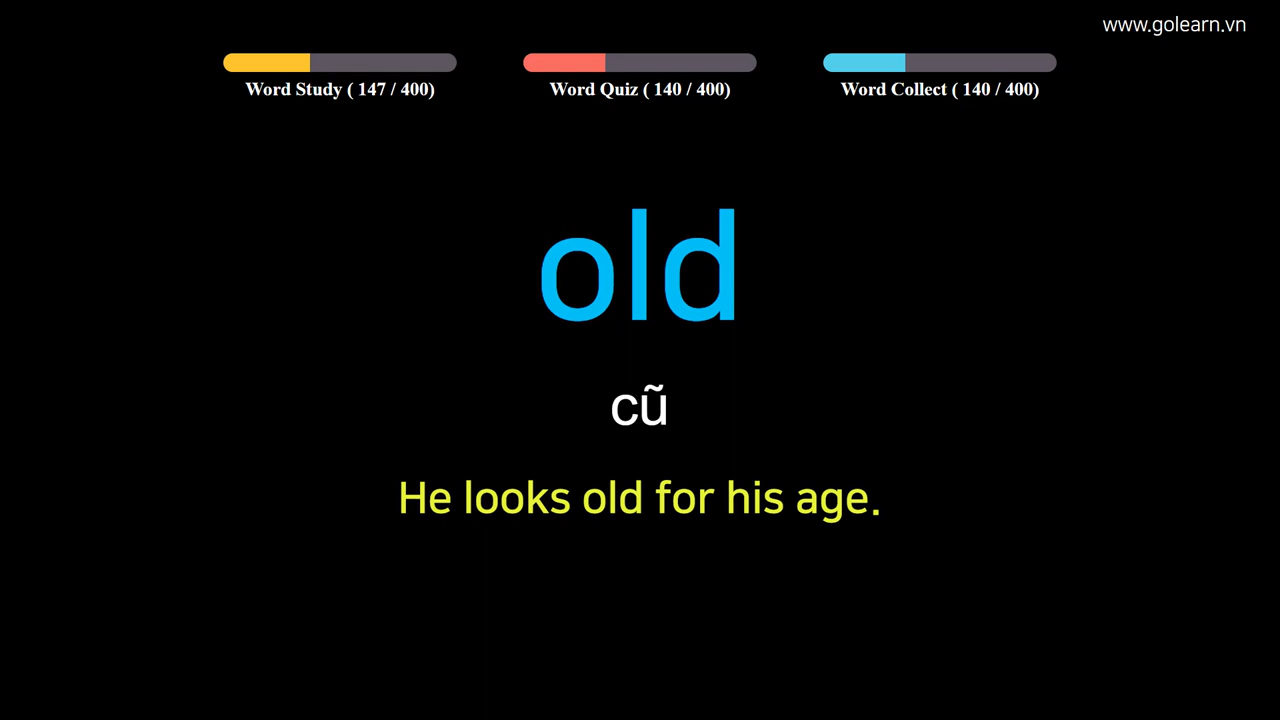 www.golearn.vn
Word Study ( 147 / 400)
Word Quiz ( 140 / 400)
Word Collect ( 140 / 400)
old
cũ
He looks old for his age.